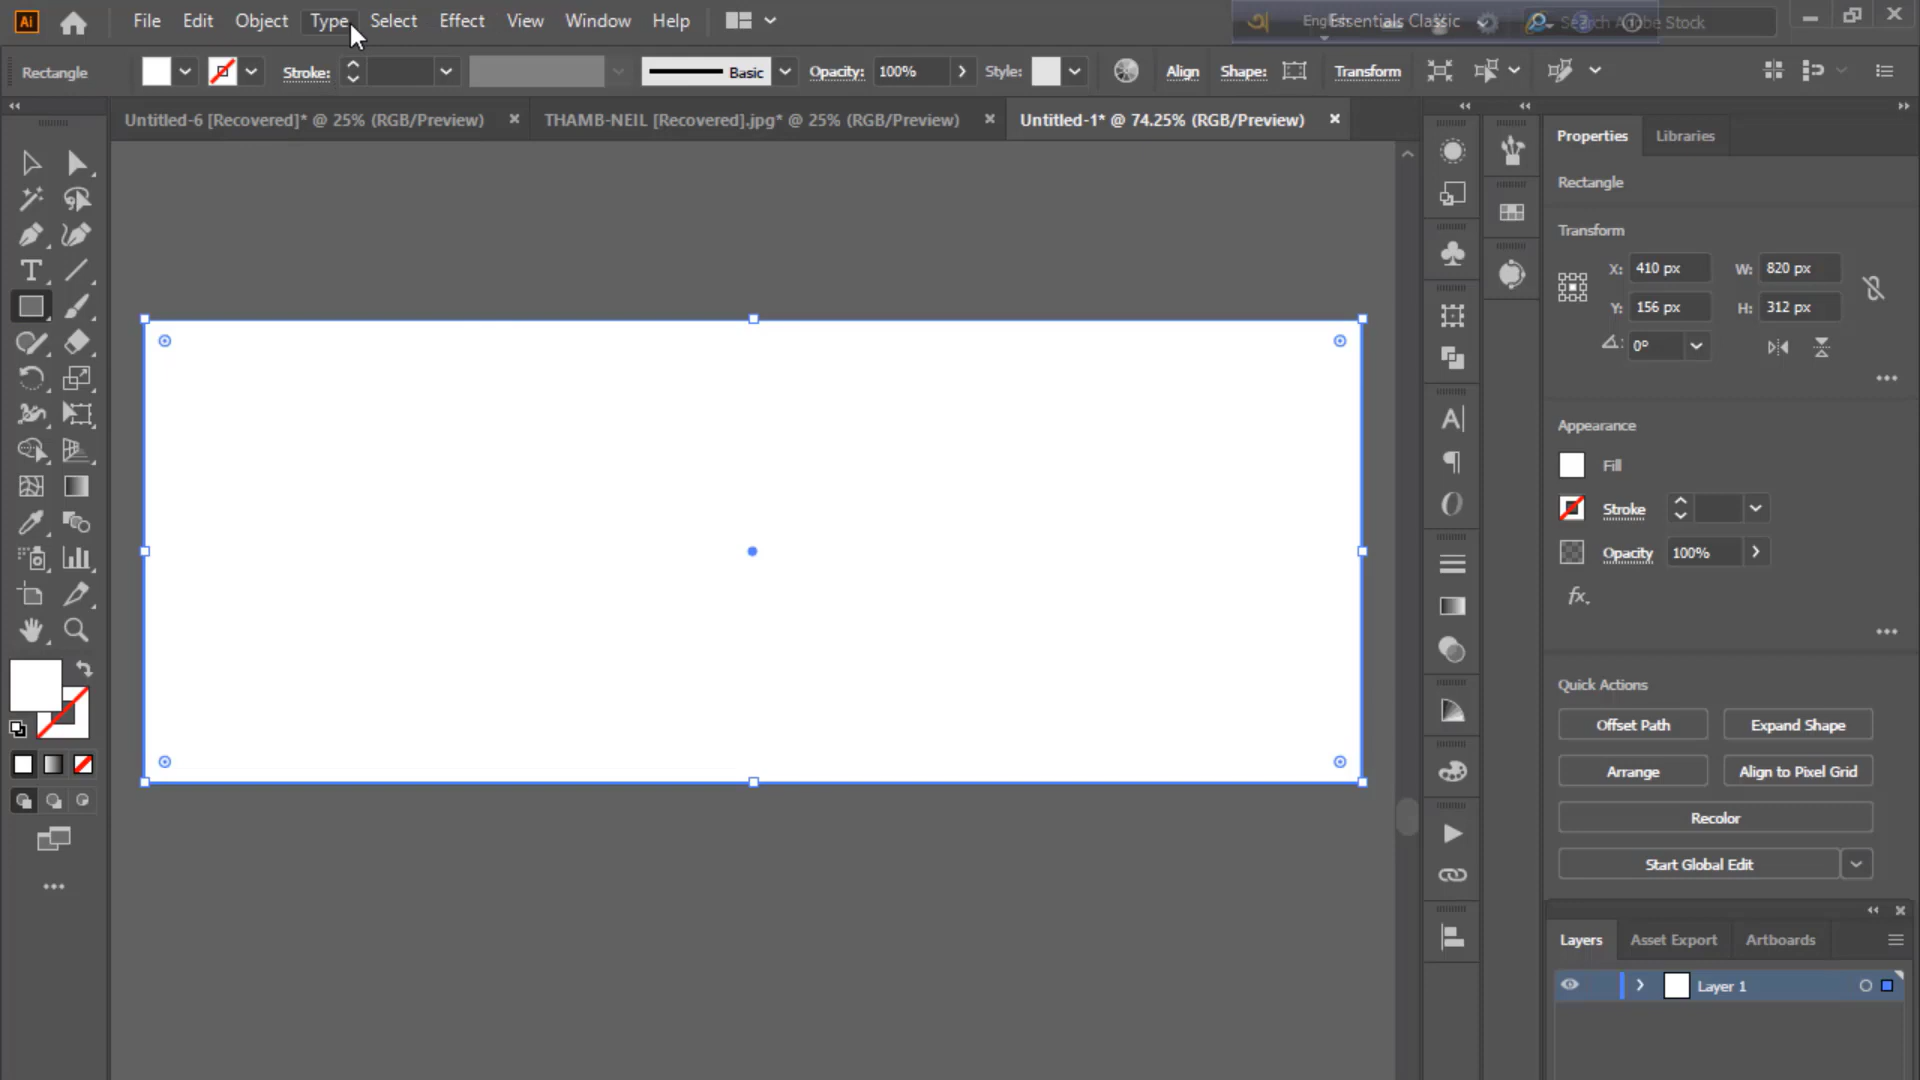 Ai File Edit Object Type Select Effect View Window Help Essentials Classic Search Adobe Stock
Rectangle Stroke: Basic Opacity: 100% Style: Align Shape: Transform
Untitled-6 [Recovered]* @ 25% (RGB/Preview) × THAMB-NEIL [Recovered].jpg* @ 25% (RGB/Preview) × Untitled-1* @ 74.25% (RGB/Preview) ×
Properties Libraries
Rectangle
Transform
X: 410 px W: 820 px
Y: 156 px H: 312 px
0°
Appearance
Fill
Stroke
Opacity 100%
fx
Quick Actions
Offset Path Expand Shape
Arrange Align to Pixel Grid
Recolor
Start Global Edit
Layers Asset Export Artboards
Layer 1